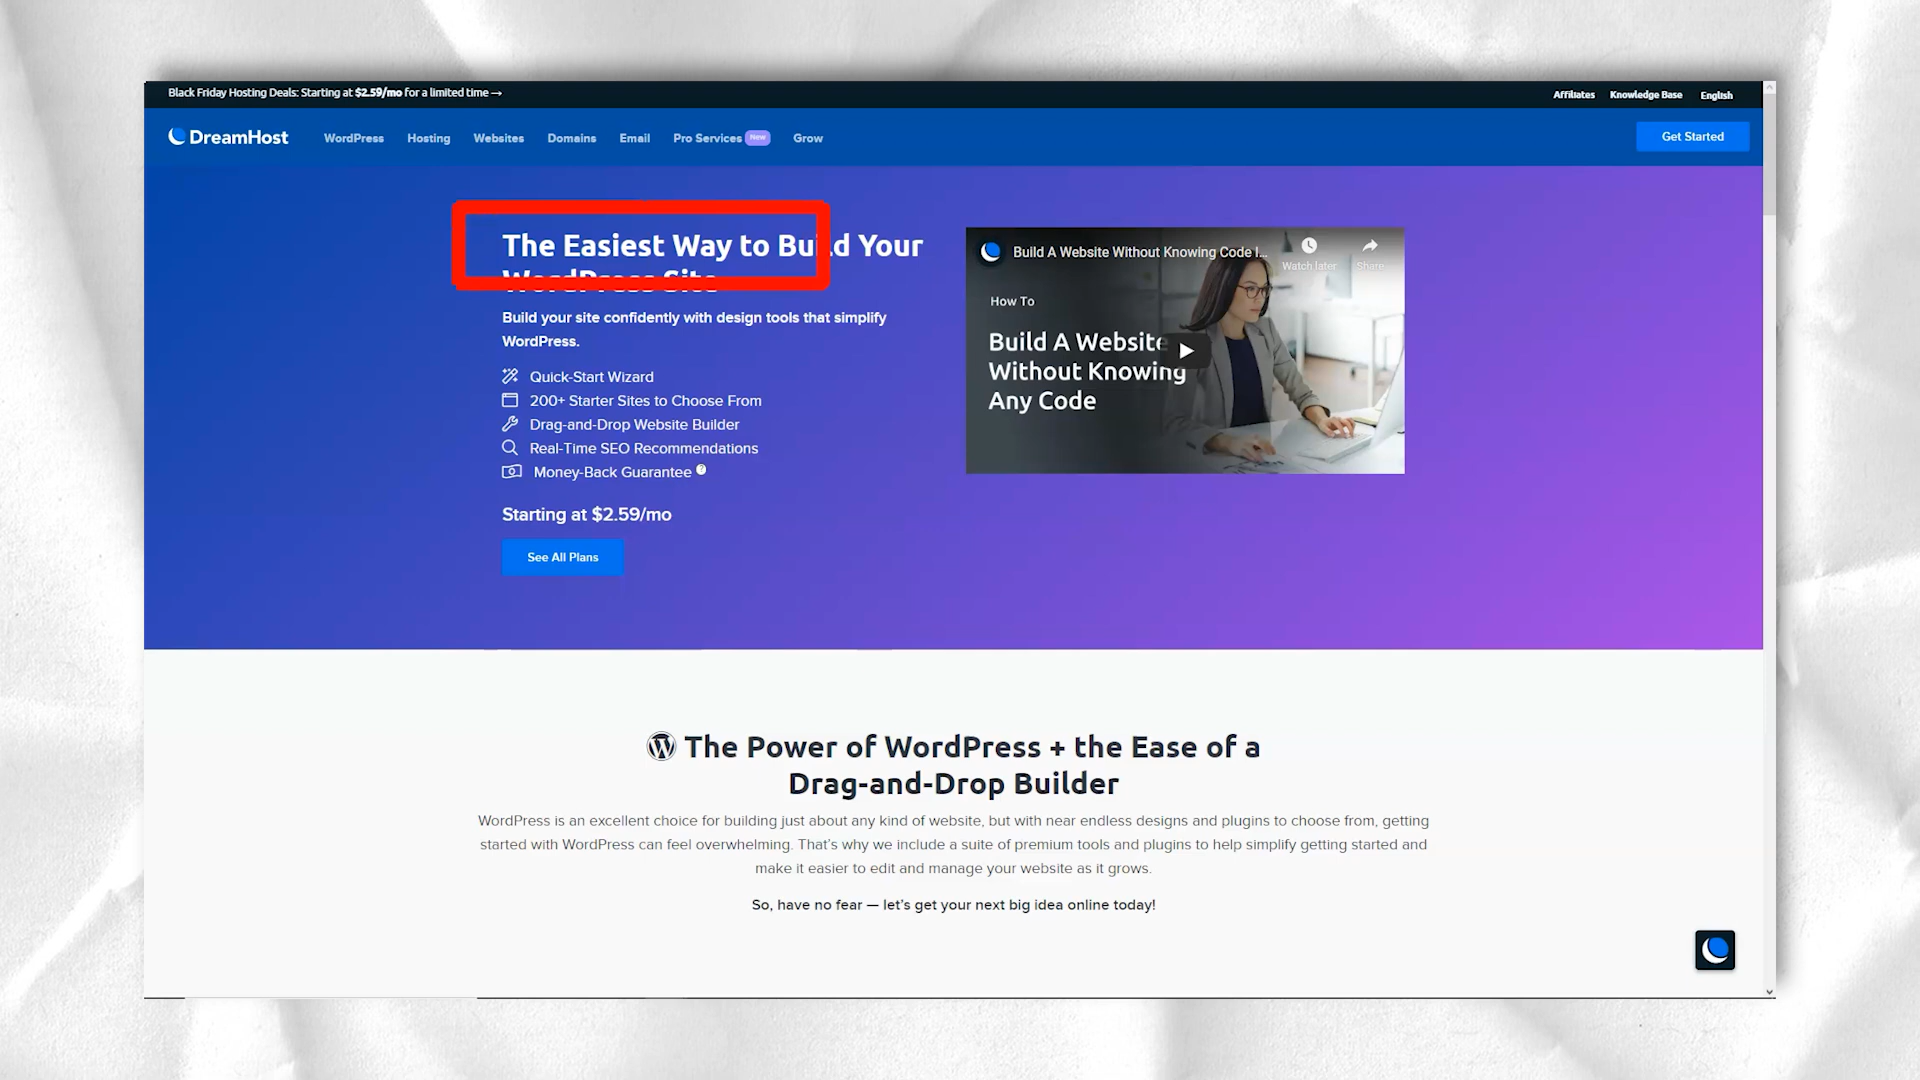 Black Friday Hosting Deals: Starting at $2.59/mo for a limited time →
Affiliates Knowledge Base English
DreamHost WordPress Hosting Websites Domains Email Pro Services New Grow Get Started
The Easiest Way to Build Your
WordPress Site
Build your site confidently with design tools that simplify
WordPress.
Quick-Start Wizard
200+ Starter Sites to Choose From
Drag-and-Drop Website Builder
Real-Time SEO Recommendations
Money-Back Guarantee ?
Starting at $2.59/mo
See All Plans
Build A Website Without Knowing Code I...
Watch later Share
How To
Build A Website
Without Knowing
Any Code
The Power of WordPress + the Ease of a
Drag-and-Drop Builder
WordPress is an excellent choice for building just about any kind of website, but with near endless designs and plugins to choose from, getting
started with WordPress can feel overwhelming. That's why we include a suite of premium tools and plugins to help simplify getting started and
make it easier to edit and manage your website as it grows.
So, have no fear — let's get your next big idea online today!